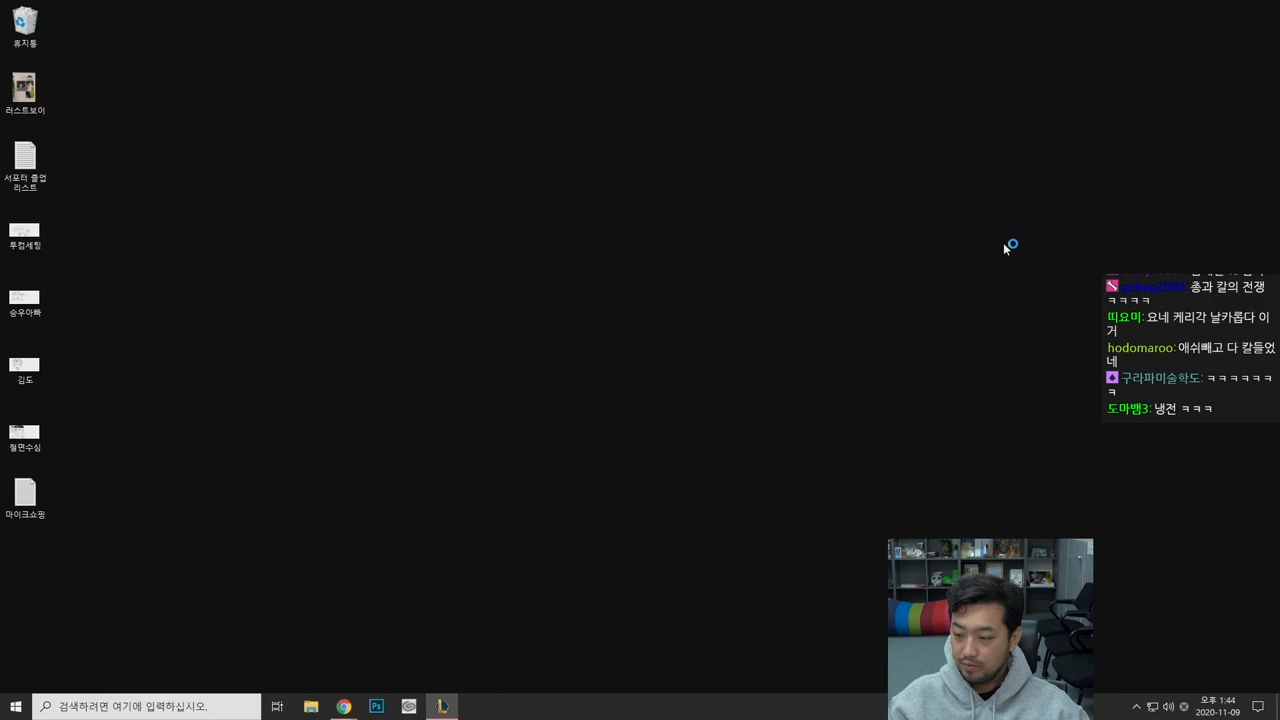 휴지통
러스트보이
서포터 졸업
리스트
투컴세팅
승우아빠
김도
철면수심
마이크쇼핑
종과 칼의 전쟁
ㅋㅋㅋㅋ
띠요미: 요네 케리각 날카롭다 이
거
hodomaroo: 애쉬빼고 다 칼들었
네
구라파미술학도: ㅋㅋㅋㅋㅋㅋ
ㅋ
도마뱀3: 냉전 ㅋㅋㅋ
검색하려면 여기에 입력하십시오.
Ps
오후 1:44
2020-11-09